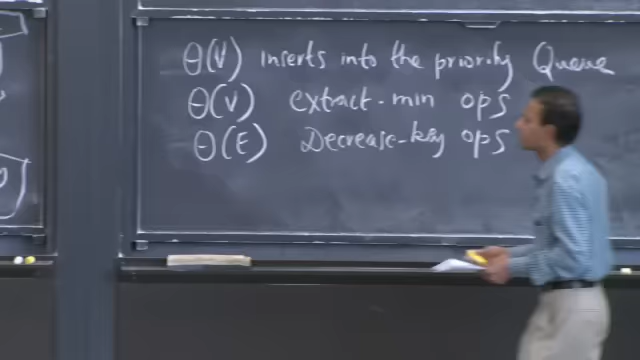 Θ(V) inserts into the priority Queue
Θ(V) extract-min ops
Θ(E) Decrease-key ops